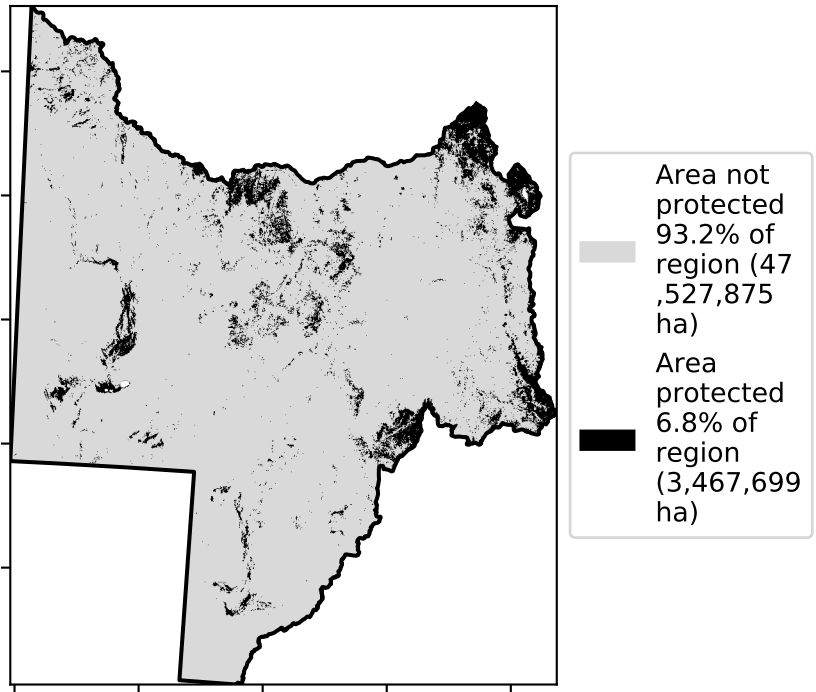 Area not
protected
93.2% of
region (47
,527,875
ha)
Area
protected
6.8% of
region
(3,467,699
ha)